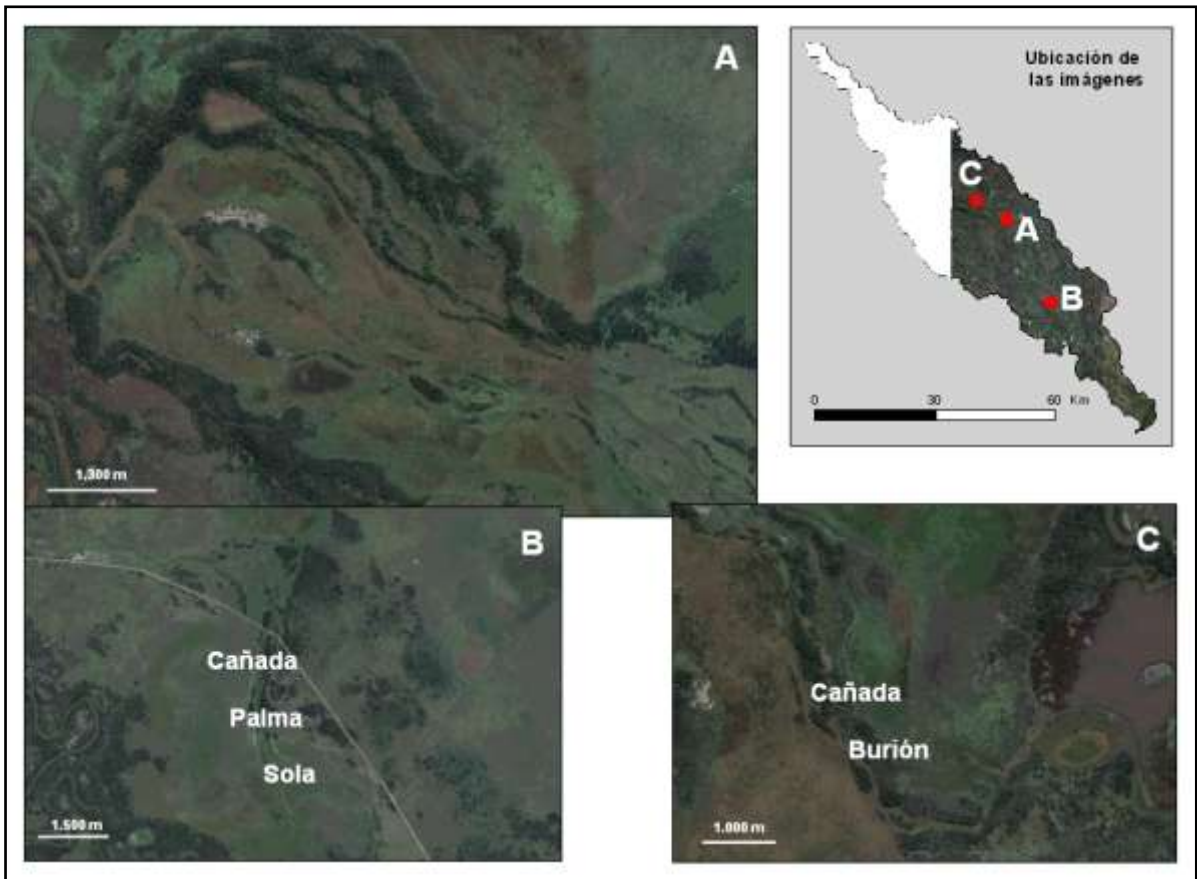 A
Ubicación de
las imágenes
C
A
B
0 30 60 Km
1,300 m
B
Cañada
Palma
Sola
1.500 m
C
Cañada
Burión
1.000 m